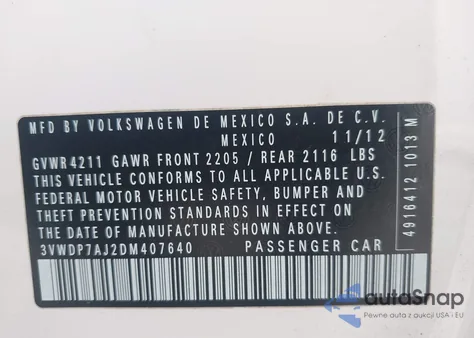 MFD BY VOLKSWAGEN DE MEXICO S.A. DE C.V.
MEXICO 11/12
GVWR 4211 GAWR FRONT 2205 / REAR 2116 LBS
THIS VEHICLE CONFORMS TO ALL APPLICABLE U.S.
FEDERAL MOTOR VEHICLE SAFETY, BUMPER AND
THEFT PREVENTION STANDARDS IN EFFECT ON
THE DATE OF MANUFACTURE SHOWN ABOVE.
3VWDP7AJ2DM407640 PASSENGER CAR
4916412 1013 M
autoSnap
Pewne auta z aukcji USA i EU